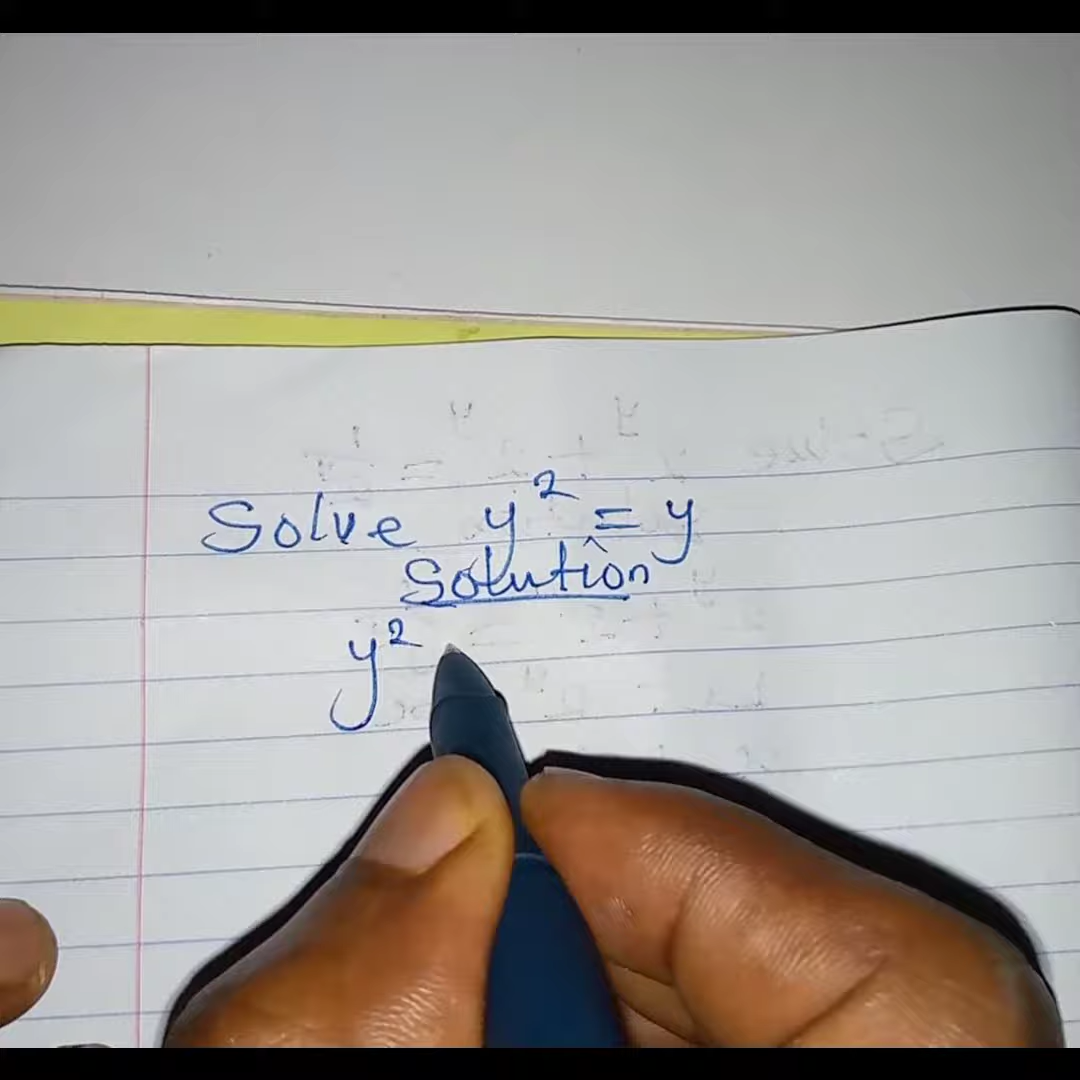 Solve y² = y
Solution
y²